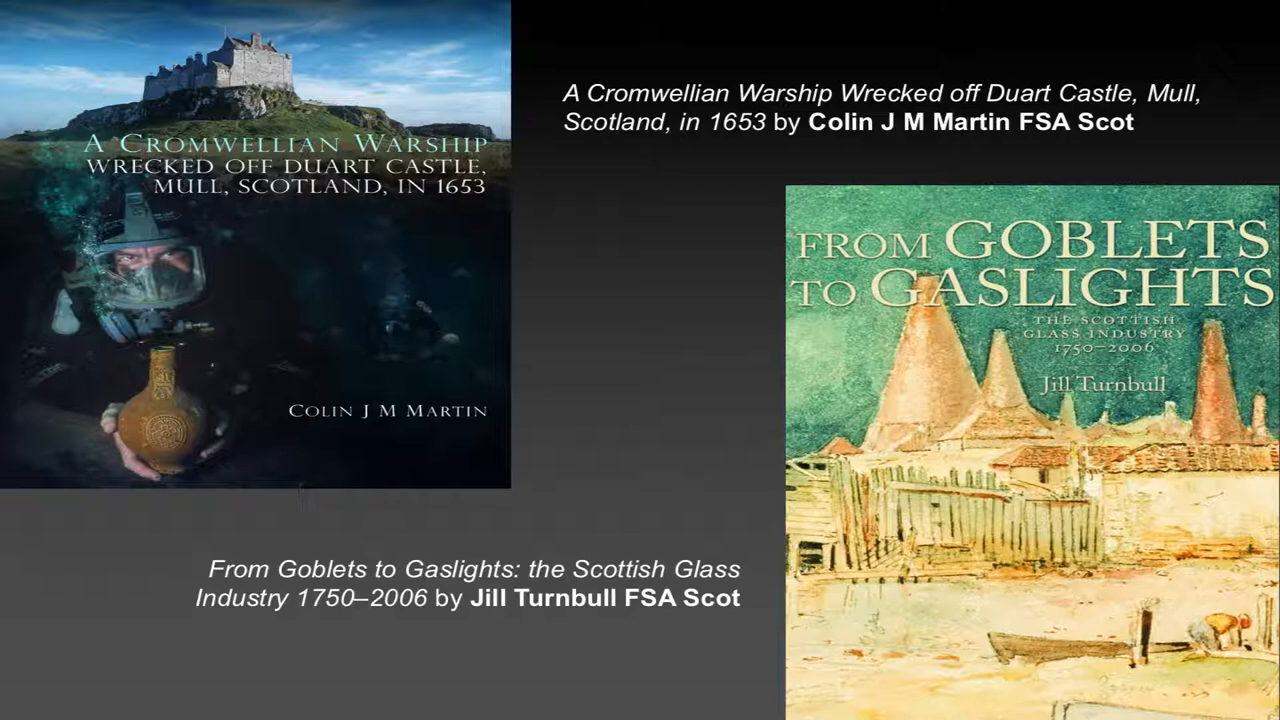 A CROMWELLIAN WARSHIP
WRECKED OFF DUART CASTLE,
MULL, SCOTLAND, IN 1653
COLIN J M MARTIN
A Cromwellian Warship Wrecked off Duart Castle, Mull,
Scotland, in 1653 by Colin J M Martin FSA Scot
FROM GOBLETS
TO GASLIGHTS
THE SCOTTISH
GLASS INDUSTRY
1750–2006
Jill Turnbull
From Goblets to Gaslights: the Scottish Glass
Industry 1750–2006 by Jill Turnbull FSA Scot